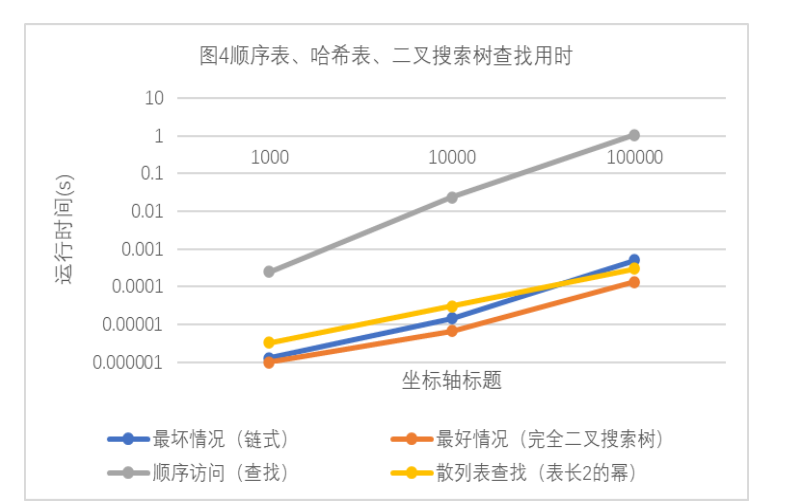 图4顺序表、哈希表、二叉搜索树查找用时
10
1
1000 10000 100000
0.1
0.01
0.001
0.0001
0.00001
0.000001
运行时间(s)
坐标轴标题
最坏情况（链式） 最好情况（完全二叉搜索树）
顺序访问（查找） 散列表查找（表长2的幂）